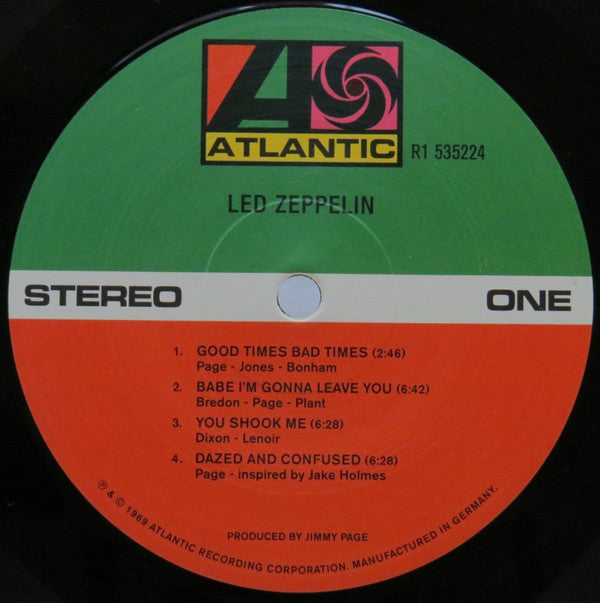 ATLANTIC
R1 535224
LED ZEPPELIN
STEREO
ONE
1. GOOD TIMES BAD TIMES (2:46)
Page - Jones - Bonham
2. BABE I'M GONNA LEAVE YOU (6:42)
Bredon - Page - Plant
3. YOU SHOOK ME (6:28)
Dixon - Lenoir
4. DAZED AND CONFUSED (6:28)
Page - inspired by Jake Holmes
PRODUCED BY JIMMY PAGE
℗ & © 1969 ATLANTIC RECORDING CORPORATION. MANUFACTURED IN GERMANY.